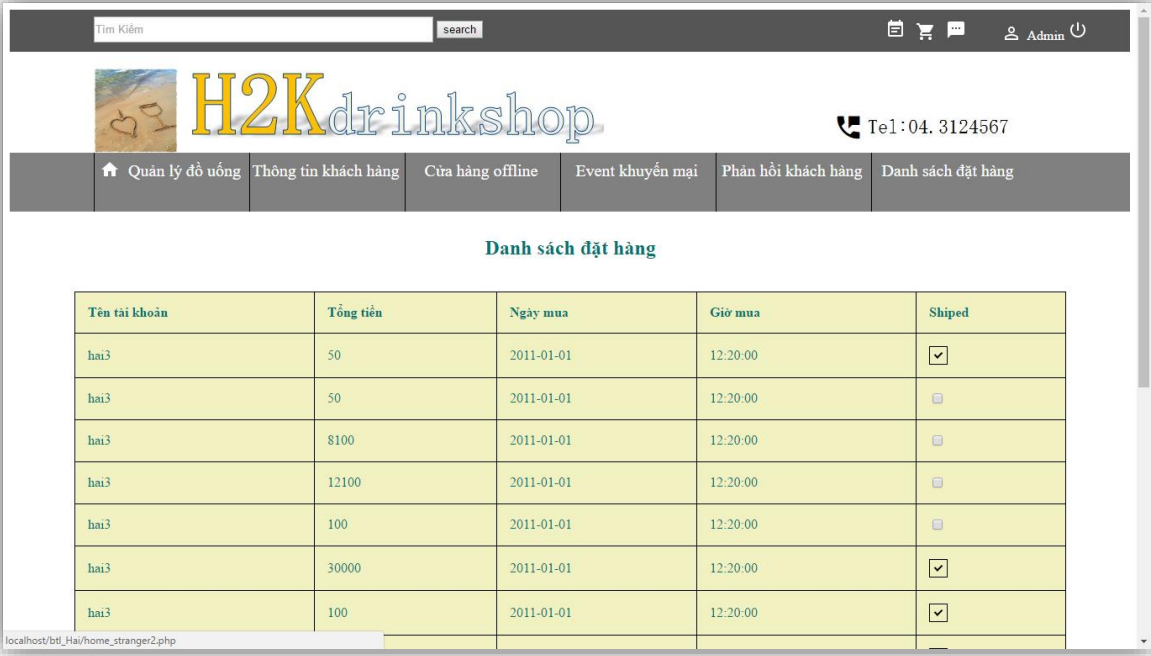 Tìm Kiếm
search
Admin
H2Kdrinkshop
Tel:04. 3124567
Quản lý đồ uống Thông tin khách hàng Cửa hàng offline Event khuyến mại Phản hồi khách hàng Danh sách đặt hàng
Danh sách đặt hàng
Tên tài khoản Tổng tiền Ngày mua Giờ mua Shiped
hai3 50 2011-01-01 12:20:00
hai3 50 2011-01-01 12:20:00
hai3 8100 2011-01-01 12:20:00
hai3 12100 2011-01-01 12:20:00
hai3 100 2011-01-01 12:20:00
hai3 30000 2011-01-01 12:20:00
hai3 100 2011-01-01 12:20:00
localhost/btl_Hai/home_stranger2.php